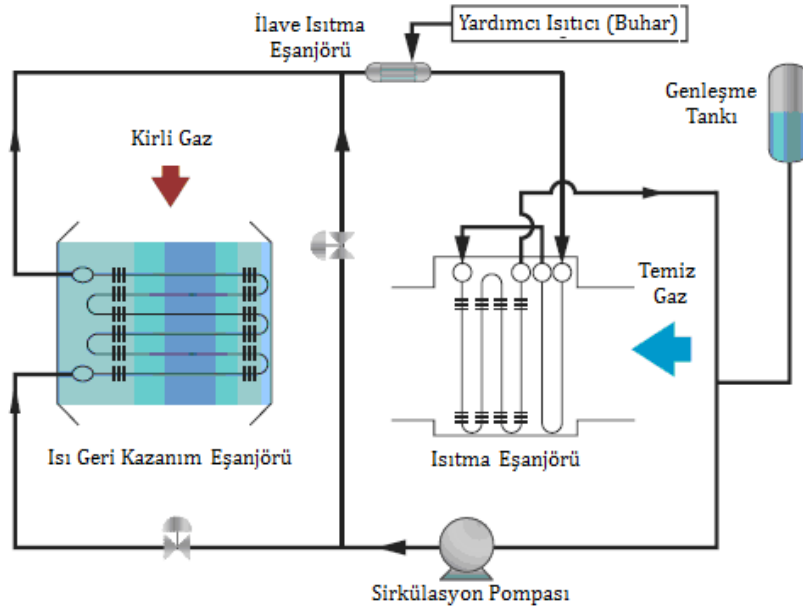 İlave Isıtma
Eşanjörü
Yardımcı Isıtıcı (Buhar)
Genleşme
Tankı
Kirli Gaz
Temiz
Gaz
Isı Geri Kazanım Eşanjörü
Isıtma Eşanjörü
Sirkülasyon Pompası